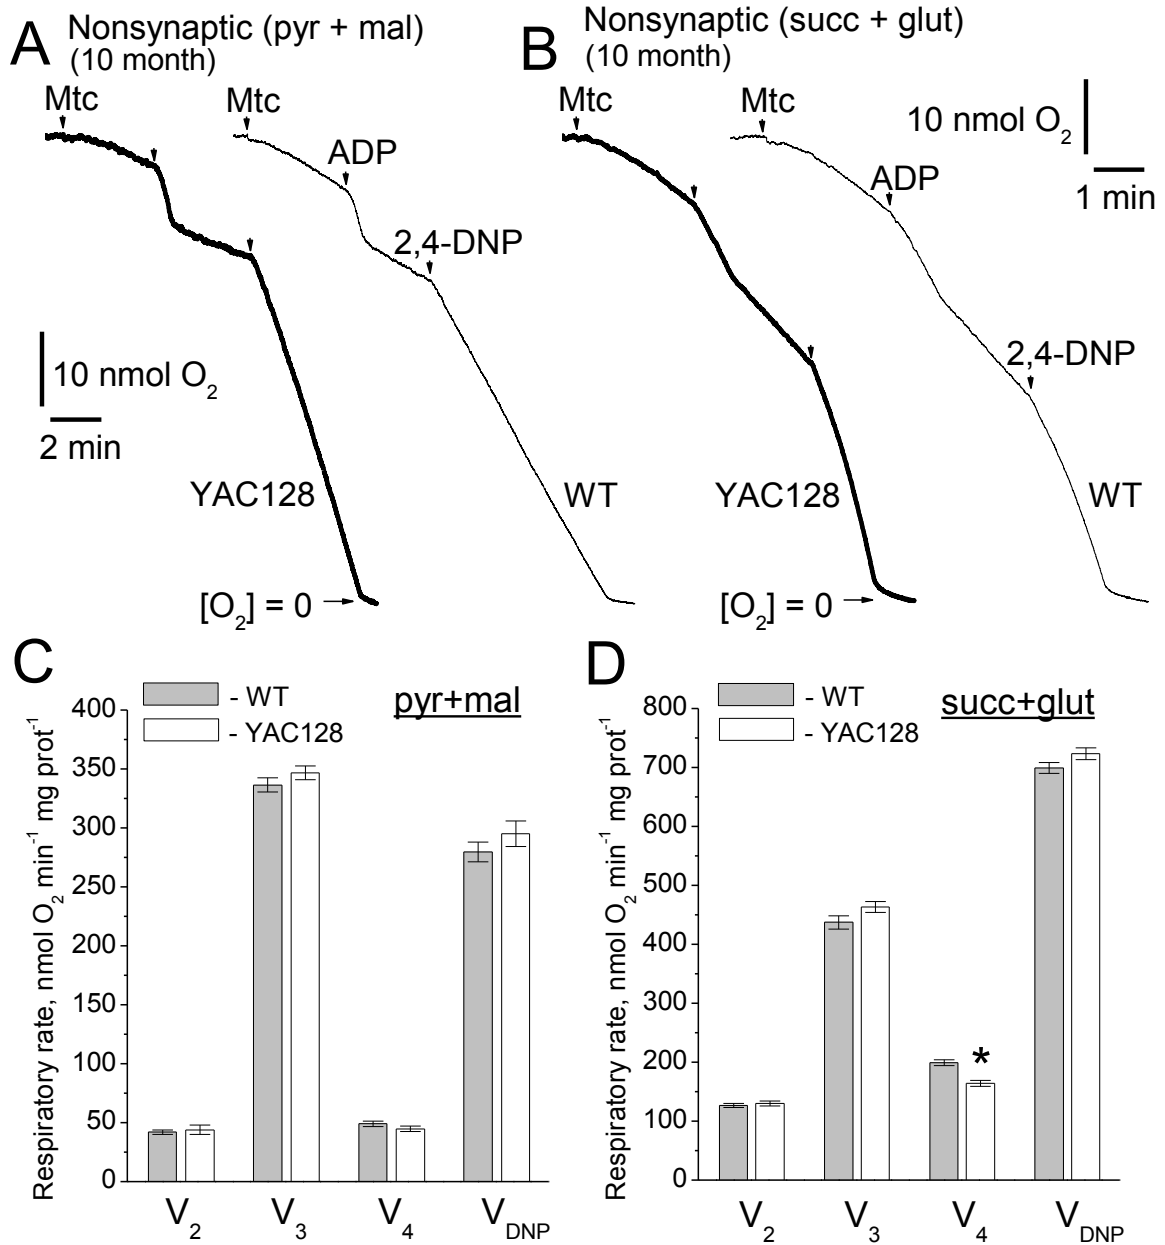 A Nonsynaptic (pyr + mal)
(10 month)
Mtc
Mtc
ADP
2,4-DNP
10 nmol O₂
2 min
YAC128
WT
[O₂] = 0
B Nonsynaptic (succ + glut)
(10 month)
Mtc
Mtc
10 nmol O₂
1 min
ADP
2,4-DNP
YAC128
WT
[O₂] = 0
C
- WT
- YAC128
pyr+mal
Respiratory rate, nmol O₂ min⁻¹ mg prot⁻¹
400
350
300
250
200
150
100
50
0
V₂ V₃ V₄ V_DNP
D
- WT
- YAC128
succ+glut
Respiratory rate, nmol O₂ min⁻¹ mg prot⁻¹
800
700
600
500
400
300
200
100
0
*
V₂ V₃ V₄ V_DNP